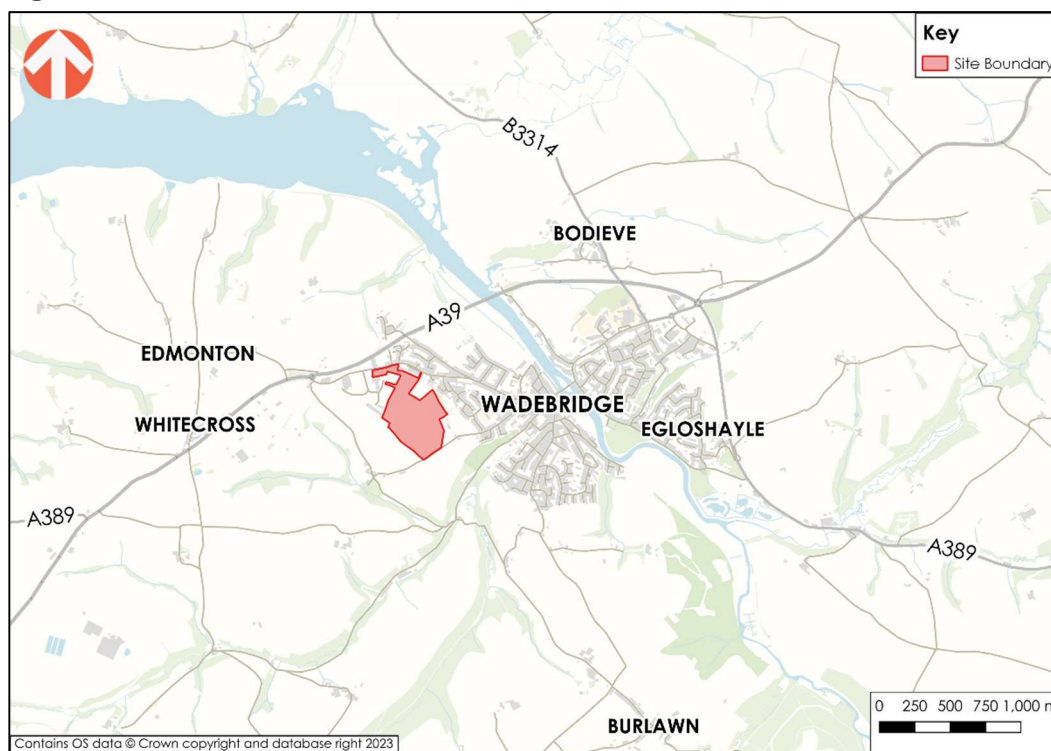 Key
Site Boundary
B3314
BODIEVE
A39
EDMONTON
WADEBRIDGE
WHITECROSS
EGLOSHAYLE
A389
A389
BURLAWN
0 250 500 750 1,000 m
Contains OS data © Crown copyright and database right 2023